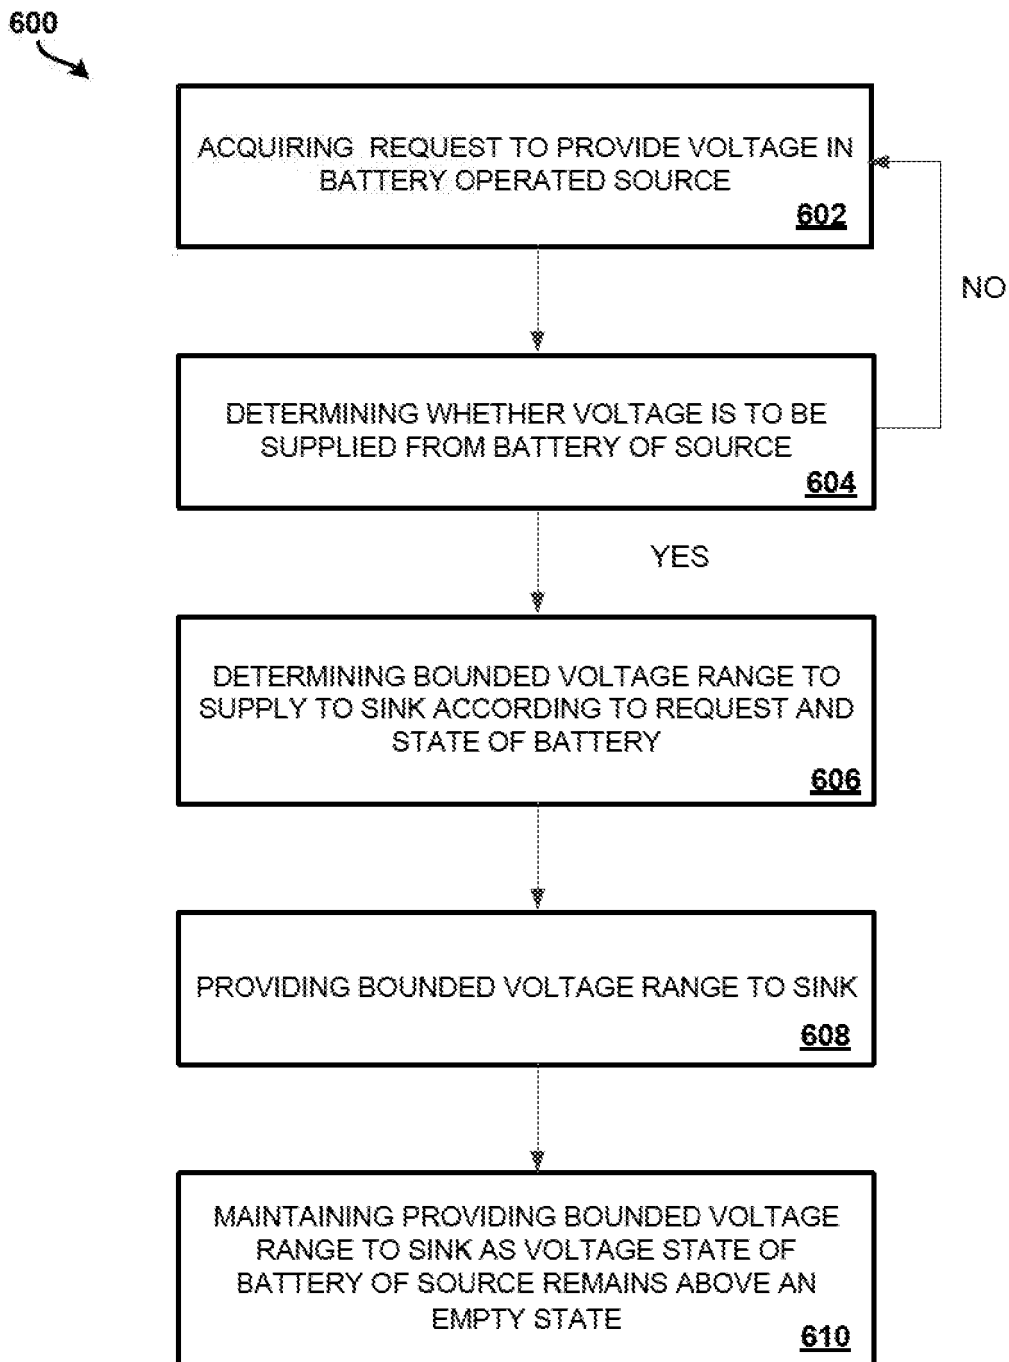 600
ACQUIRING REQUEST TO PROVIDE VOLTAGE IN
BATTERY OPERATED SOURCE
602
NO
DETERMINING WHETHER VOLTAGE IS TO BE
SUPPLIED FROM BATTERY OF SOURCE
604
YES
DETERMINING BOUNDED VOLTAGE RANGE TO
SUPPLY TO SINK ACCORDING TO REQUEST AND
STATE OF BATTERY
606
PROVIDING BOUNDED VOLTAGE RANGE TO SINK
608
MAINTAINING PROVIDING BOUNDED VOLTAGE
RANGE TO SINK AS VOLTAGE STATE OF
BATTERY OF SOURCE REMAINS ABOVE AN
EMPTY STATE
610